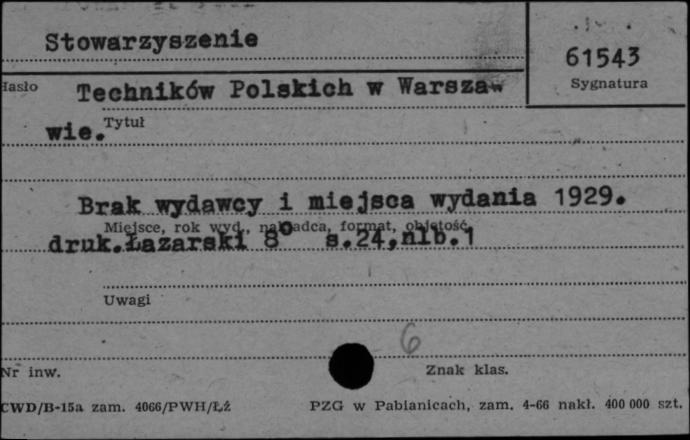 Stowarzyszenie
61543
Hasło
Sygnatura
Techników Polskich w Warsza
wie.
Tytuł
Brak wydawcy i miejsca wydania 1929.
Miejsce, rok wyd., nakładca, format, objętość
druk.Łazarski 8° s.24,nlb.1
Uwagi
6
Nr inw.
Znak klas.
CWD/B-15a zam. 4066/PWH/Łź
PZG w Pabianicach, zam. 4-66 nakł. 400 000 szt.